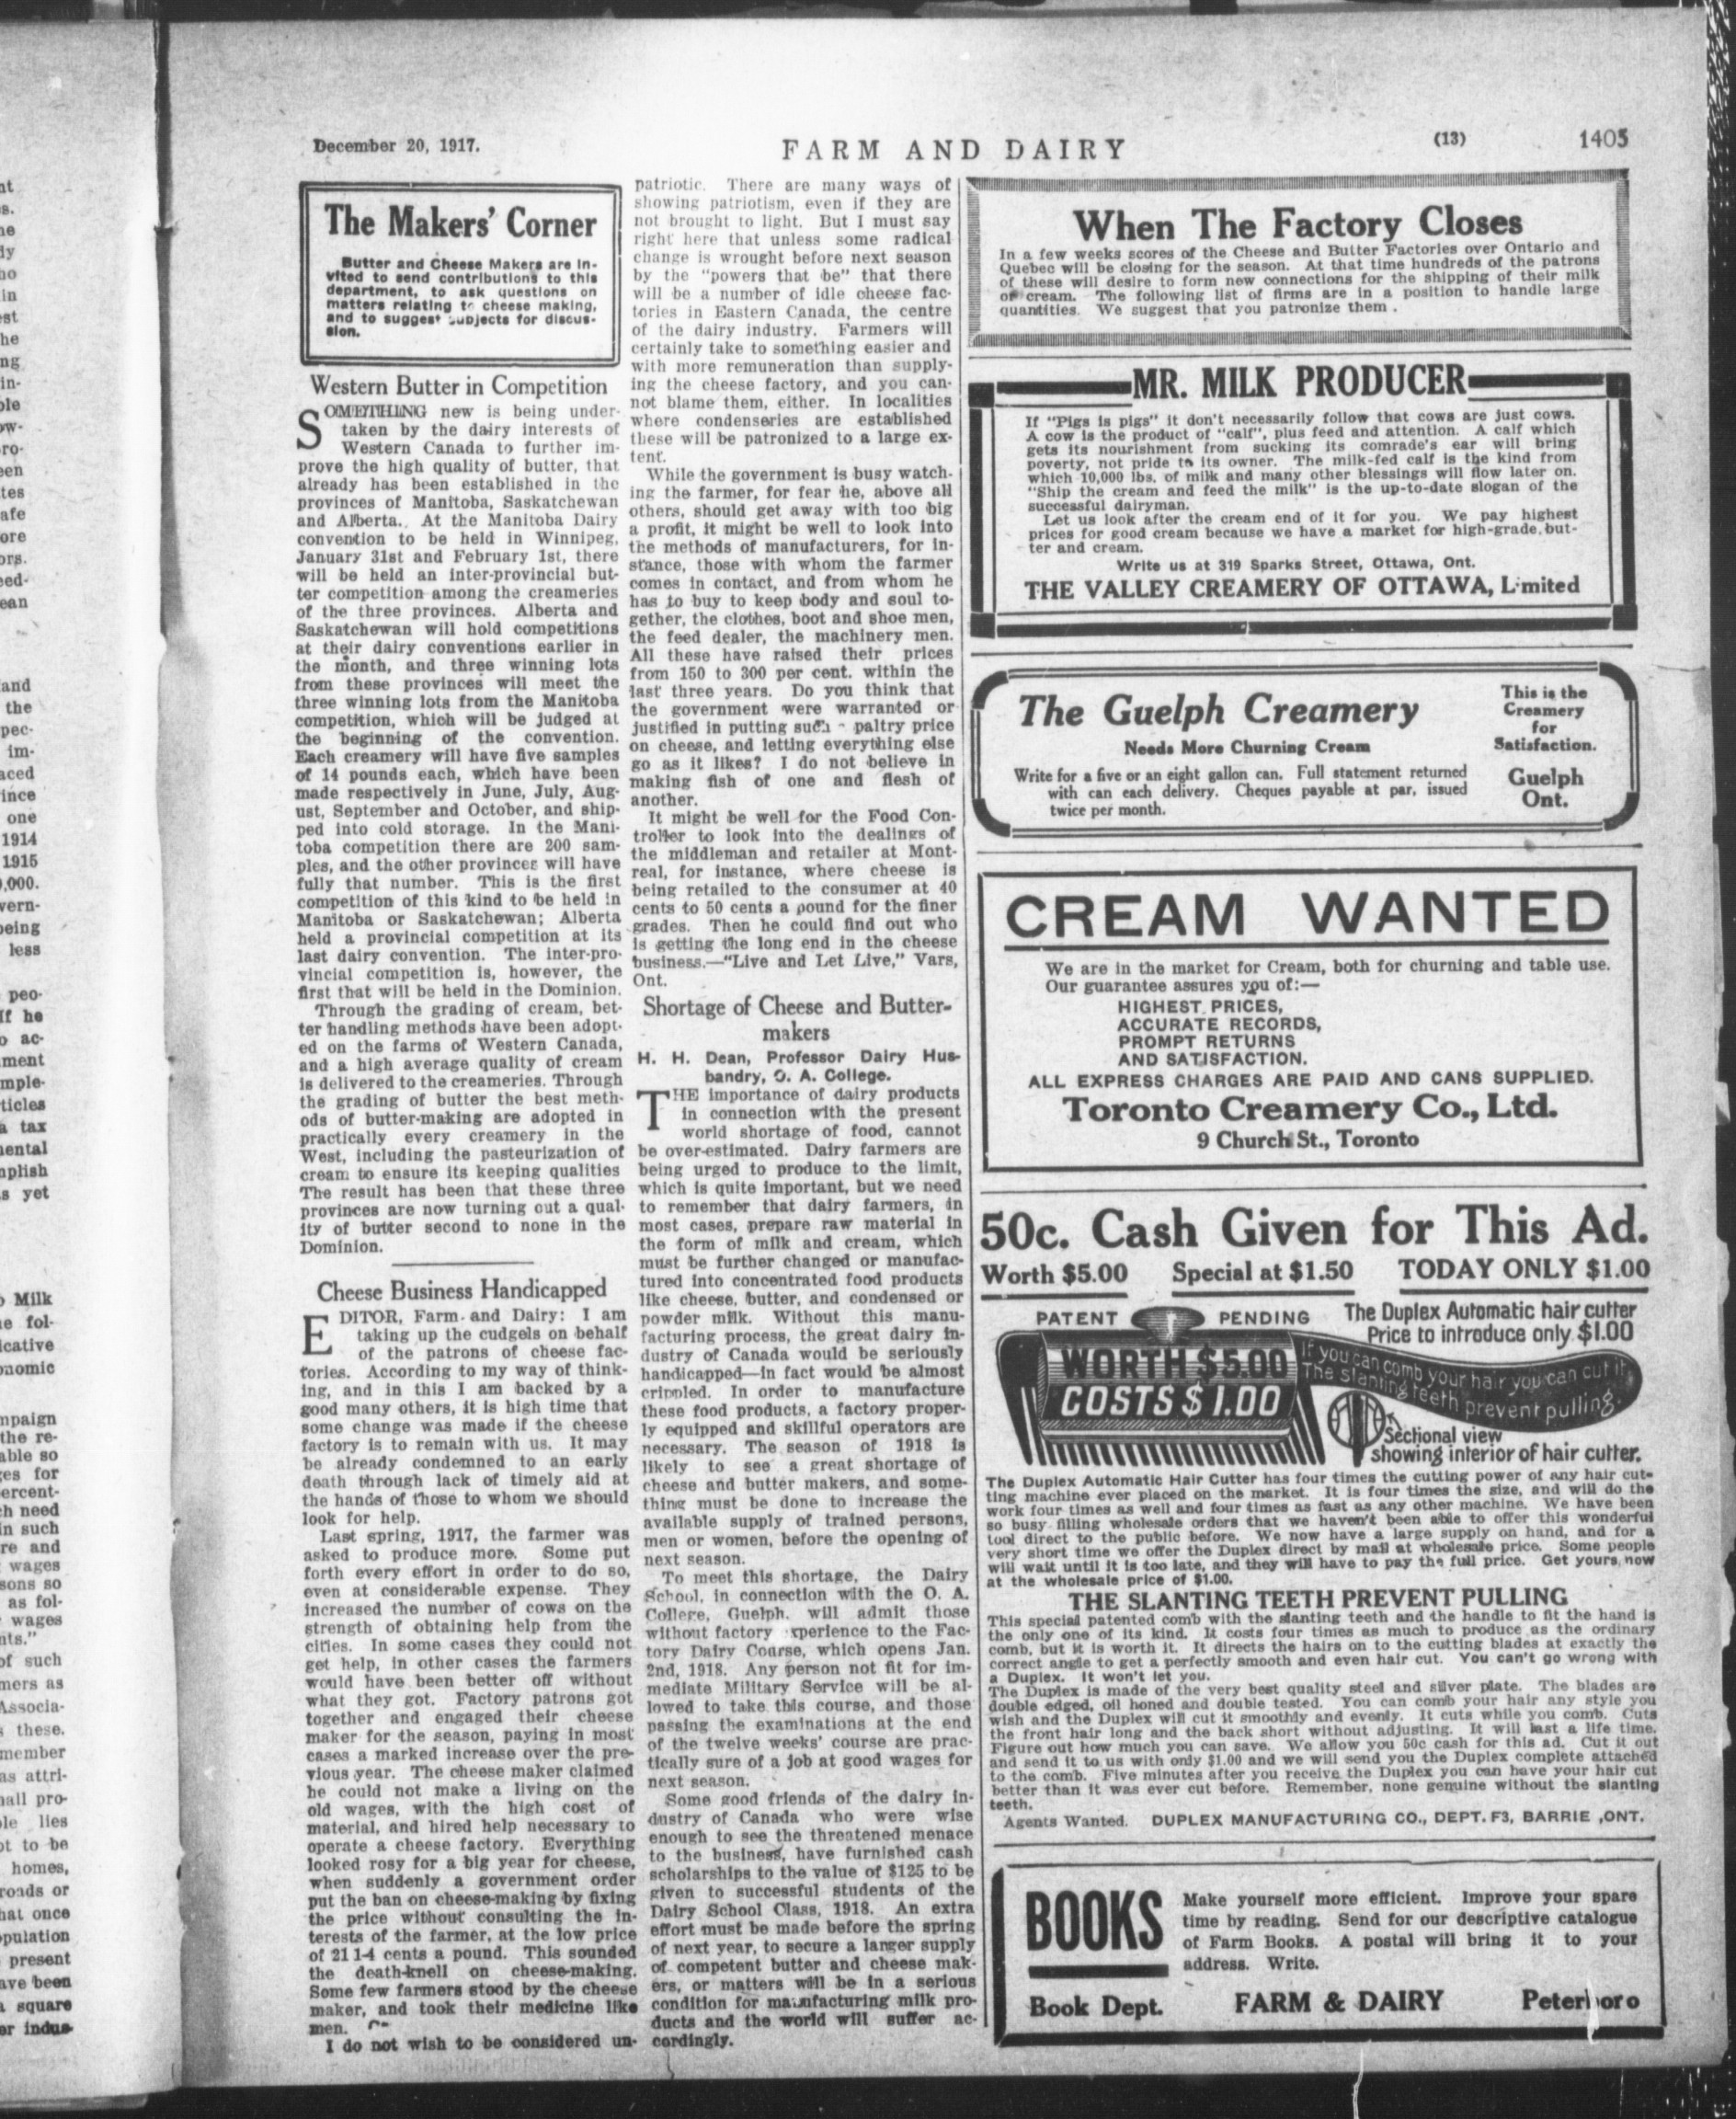 December 20, 1917.
FARM AND DAIRY
(13)
1405
The Makers' Corner
Butter and Cheese Makers are in-
vited to send contributions to this
department, to ask questions on
matters relating to cheese making,
and to suggest subjects for discus-
sion.
Western Butter in Competition
SOMETHING new is being under-
taken by the dairy interests of
Western Canada to further im-
prove the high quality of butter, that
already has been established in the
provinces of Manitoba, Saskatchewan
and Alberta. At the Manitoba Dairy
convention to be held in Winnipeg,
January 31st and February 1st, there
will be held an inter-provincial but-
ter competition among the creameries
of the three provinces. Alberta and
Saskatchewan will hold competitions
at their dairy conventions earlier in
the month, and three winning lots
from these provinces will meet the
three winning lots from the Manitoba
competition, which will be judged at
the beginning of the convention.
Each creamery will have five samples
of 14 pounds each, which have been
made respectively in June, July, Aug-
ust, September and October, and ship-
ped into cold storage. In the Mani-
toba competition there are 200 sam-
ples, and the other provinces will have
fully that number. This is the first
competition of this kind to be held in
Manitoba or Saskatchewan; Alberta
held a provincial competition at its
last dairy convention. The inter-pro-
vincial competition is, however, the
first that will be held in the Dominion.
Through the grading of cream, bet-
ter handling methods have been adopt-
ed on the farms of Western Canada,
and a high average quality of cream
is delivered to the creameries. Through
the grading of butter the best meth-
ods of butter-making are adopted in
practically every creamery in the
West, including the pasteurization of
cream to ensure its keeping qualities
The result has been that these three
provinces are now turning out a qual-
ity of butter second to none in the
Dominion.
Cheese Business Handicapped
EDITOR, Farm and Dairy: I am
taking up the cudgels on behalf
of the patrons of cheese fac-
tories. According to my way of think-
ing, and in this I am backed by a
good many others, it is high time that
some change was made if the cheese
factory is to remain with us. It may
be already condemned to an early
death through lack of timely aid at
the hands of those to whom we should
look for help.
Last spring, 1917, the farmer was
asked to produce more. Some put
forth every effort in order to do so,
even at considerable expense. They
increased the number of cows on the
strength of obtaining help from the
cities. In some cases they could not
get help, in other cases the farmers
would have been better off without
what they got. Factory patrons got
together and engaged their cheese
maker for the season, paying in most
cases a marked increase over the pre-
vious year. The cheese maker claimed
he could not make a living on the
old wages, with the high cost of
material, and hired help necessary to
operate a cheese factory. Everything
looked rosy for a big year for cheese,
when suddenly a government order
put the ban on cheese-making by fixing
the price without consulting the in-
terests of the farmer, at the low price
of 21 1-4 cents a pound. This sounded
the death-knell on cheese-making.
Some few farmers stood by the cheese
maker, and took their medicine like
men.
I do not wish to be considered un-
patriotic. There are many ways of
showing patriotism, even if they are
not brought to light. But I must say
right here that unless some radical
change is wrought before next season
by the "powers that be" that there
will be a number of idle cheese fac-
tories in Eastern Canada, the centre
of the dairy industry. Farmers will
certainly take to something easier and
with more remuneration than supply-
ing the cheese factory, and you can-
not blame them, either. In localities
where condenseries are established
these will be patronized to a large ex-
tent.
While the government is busy watch-
ing the farmer, for fear he, above all
others, should get away with too big
a profit, it might be well to look into
the methods of manufacturers, for in-
stance, those with whom the farmer
comes in contact, and from whom he
has to buy to keep body and soul to-
gether, the clothes, boot and shoe men,
the feed dealer, the machinery men.
All these have raised their prices
from 150 to 300 per cent. within the
last three years. Do you think that
the government were warranted or
justified in putting such paltry price
on cheese, and letting everything else
go as it likes? I do not believe in
making fish of one and flesh of
another.
It might be well for the Food Con-
troller to look into the dealings of
the middleman and retailer at Mont-
real, for instance, where cheese is
being retailed to the consumer at 40
cents to 50 cents a pound for the finer
grades. Then he could find out who
is getting the long end in the cheese
business.—"Live and Let Live," Vars,
Ont.
Shortage of Cheese and Butter-
makers
H. H. Dean, Professor Dairy Hus-
bandry, O. A. College.
THE importance of dairy products
in connection with the present
world shortage of food, cannot
be over-estimated. Dairy farmers are
being urged to produce to the limit,
which is quite important, but we need
to remember that dairy farmers, in
most cases, prepare raw material in
the form of milk and cream, which
must be further changed or manufac-
tured into concentrated food products
like cheese, butter, and condensed or
powder milk. Without this manu-
facturing process, the great dairy in-
dustry of Canada would be seriously
handicapped—in fact would be almost
crippled. In order to manufacture
these food products, a factory proper-
ly equipped and skillful operators are
necessary. The season of 1918 is
likely to see a great shortage of
cheese and butter makers, and some-
thing must be done to increase the
available supply of trained persons,
men or women, before the opening of
next season.
To meet this shortage, the Dairy
School, in connection with the O. A.
College, Guelph, will admit those
without factory xperience to the Fac-
tory Dairy Coarse, which opens Jan.
2nd, 1918. Any person not fit for im-
mediate Military Service will be al-
lowed to take this course, and those
passing the examinations at the end
of the twelve weeks' course are prac-
tically sure of a job at good wages for
next season.
Some good friends of the dairy in-
dustry of Canada who were wise
enough to see the threatened menace
to the business, have furnished cash
scholarships to the value of $125 to be
given to successful students of the
Dairy School Class, 1918. An extra
effort must be made before the spring
of next year, to secure a larger supply
of competent butter and cheese mak-
ers, or matters will be in a serious
condition for manufacturing milk pro-
ducts and the world will suffer ac-
cordingly.
When The Factory Closes
In a few weeks scores of the Cheese and Butter Factories over Ontario and
Quebec will be closing for the season. At that time hundreds of the patrons
of these will desire to form new connections for the shipping of their milk
or cream. The following list of firms are in a position to handle large
quantities. We suggest that you patronize them .
MR. MILK PRODUCER
If "Pigs is pigs" it don't necessarily follow that cows are just cows.
A cow is the product of "calf", plus feed and attention. A calf which
gets its nourishment from sucking its comrade's ear will bring
poverty, not pride to its owner. The milk-fed calf is the kind from
which 10,000 lbs. of milk and many other blessings will flow later on.
"Ship the cream and feed the milk" is the up-to-date slogan of the
successful dairyman.
Let us look after the cream end of it for you. We pay highest
prices for good cream because we have a market for high-grade but-
ter and cream.
Write us at 319 Sparks Street, Ottawa, Ont.
THE VALLEY CREAMERY OF OTTAWA, Limited
The Guelph Creamery
Needs More Churning Cream
Write for a five or an eight gallon can. Full statement returned
with can each delivery. Cheques payable at par, issued
twice per month.
This is the
Creamery
for
Satisfaction.
Guelph
Ont.
CREAM WANTED
We are in the market for Cream, both for churning and table use.
Our guarantee assures you of:—
HIGHEST PRICES,
ACCURATE RECORDS,
PROMPT RETURNS
AND SATISFACTION.
ALL EXPRESS CHARGES ARE PAID AND CANS SUPPLIED.
Toronto Creamery Co., Ltd.
9 Church St., Toronto
50c. Cash Given for This Ad.
Worth $5.00 Special at $1.50 TODAY ONLY $1.00
PATENT PENDING
The Duplex Automatic hair cutter
Price to introduce only $1.00
WORTH $5.00
COSTS $1.00
If you can comb your hair you can cut it
The slanting teeth prevent pulling.
Sectional view
showing interior of hair cutter.
The Duplex Automatic Hair Cutter has four times the cutting power of any hair cut-
ting machine ever placed on the market. It is four times the size, and will do the
work four times as well and four times as fast as any other machine. We have been
so busy filling wholesale orders that we haven't been able to offer this wonderful
tool direct to the public before. We now have a large supply on hand, and for a
very short time we offer the Duplex direct by mail at wholesale price. Some people
will wait until it is too late, and they will have to pay the full price. Get yours now
at the wholesale price of $1.00.
THE SLANTING TEETH PREVENT PULLING
This special patented comb with the slanting teeth and the handle to fit the hand is
the only one of its kind. It costs four times as much to produce as the ordinary
comb, but it is worth it. It directs the hairs on to the cutting blades at exactly the
correct angle to get a perfectly smooth and even hair cut. You can't go wrong with
a Duplex. It won't let you.
The Duplex is made of the very best quality steel and silver plate. The blades are
double edged, oil honed and double tested. You can comb your hair any style you
wish and the Duplex will cut it smoothly and evenly. It cuts while you comb. Cuts
the front hair long and the back short without adjusting. It will last a life time.
Figure out how much you can save. We allow you 50c cash for this ad. Cut it out
and send it to us with only $1.00 and we will send you the Duplex complete attached
to the comb. Five minutes after you receive the Duplex you can have your hair cut
better than it was ever cut before. Remember, none genuine without the slanting
teeth.
Agents Wanted. DUPLEX MANUFACTURING CO., DEPT. F3, BARRIE ,ONT.
BOOKS
Make yourself more efficient. Improve your spare
time by reading. Send for our descriptive catalogue
of Farm Books. A postal will bring it to your
address. Write.
Book Dept. FARM & DAIRY Peterboro